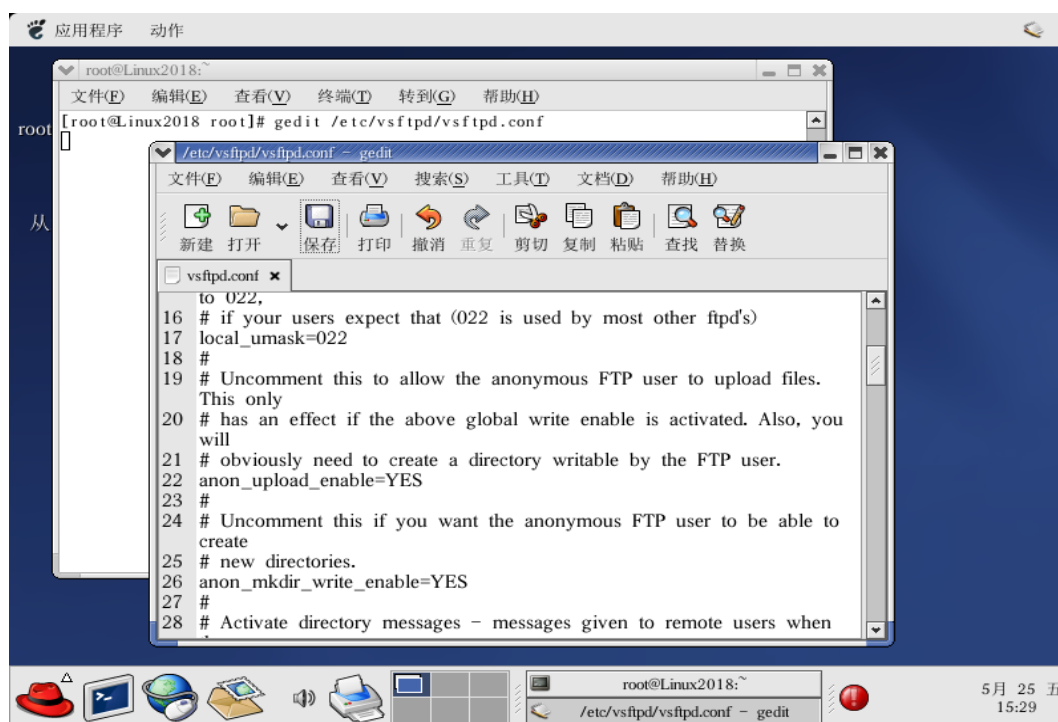 应用程序 动作
root@Linux2018:~
文件(F) 编辑(E) 查看(V) 终端(T) 转到(G) 帮助(H)
[root@Linux2018 root]# gedit /etc/vsftpd/vsftpd.conf
root
从
/etc/vsftpd/vsftpd.conf - gedit
文件(F) 编辑(E) 查看(V) 搜索(S) 工具(T) 文档(D) 帮助(H)
新建 打开 保存 打印 撤消 重复 剪切 复制 粘贴 查找 替换
vsftpd.conf
to 022,
16 # if your users expect that (022 is used by most other ftpd's)
17 local_umask=022
18 #
19 # Uncomment this to allow the anonymous FTP user to upload files.
This only
20 # has an effect if the above global write enable is activated. Also, you
will
21 # obviously need to create a directory writable by the FTP user.
22 anon_upload_enable=YES
23 #
24 # Uncomment this if you want the anonymous FTP user to be able to
create
25 # new directories.
26 anon_mkdir_write_enable=YES
27 #
28 # Activate directory messages - messages given to remote users when
root@Linux2018:~
/etc/vsftpd/vsftpd.conf - gedit
5月 25 五
15:29